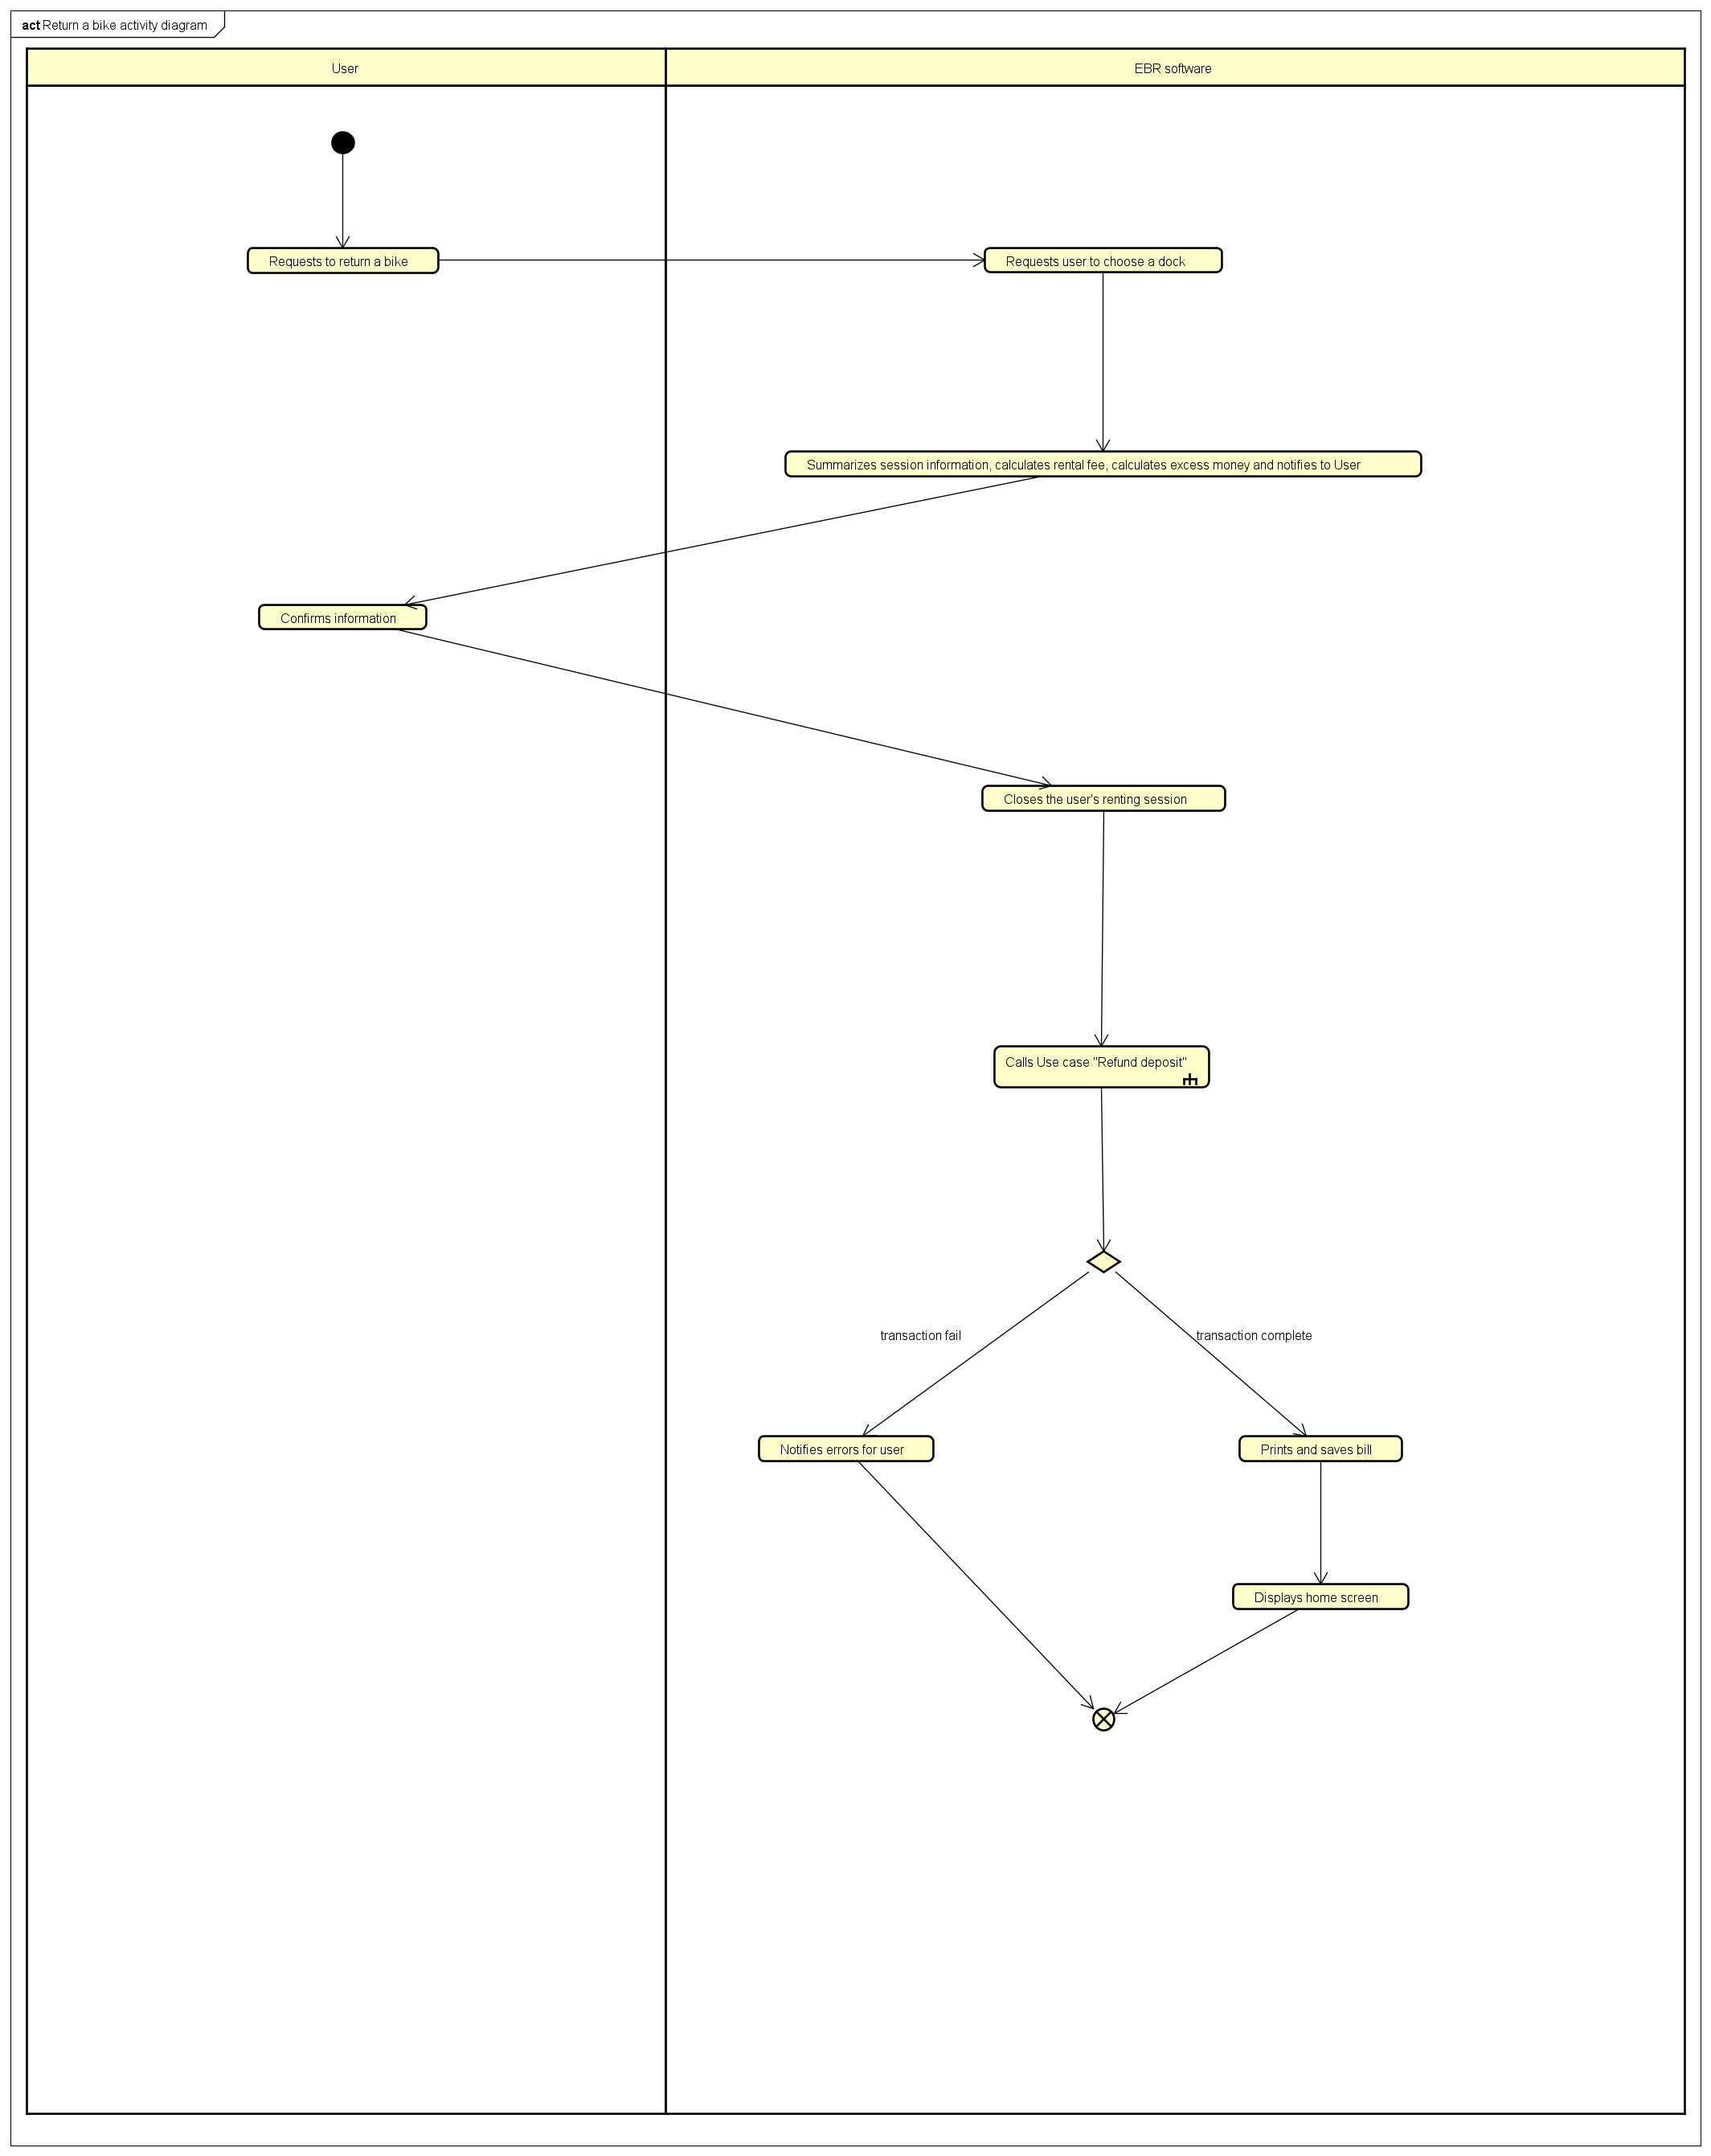 act Return a bike activity diagram
User
EBR software
Requests to return a bike
Requests user to choose a dock
Summarizes session information, calculates rental fee, calculates excess money and notifies to User
Confirms information
Closes the user's renting session
Calls Use case "Refund deposit"
transaction fail
transaction complete
Notifies errors for user
Prints and saves bill
Displays home screen